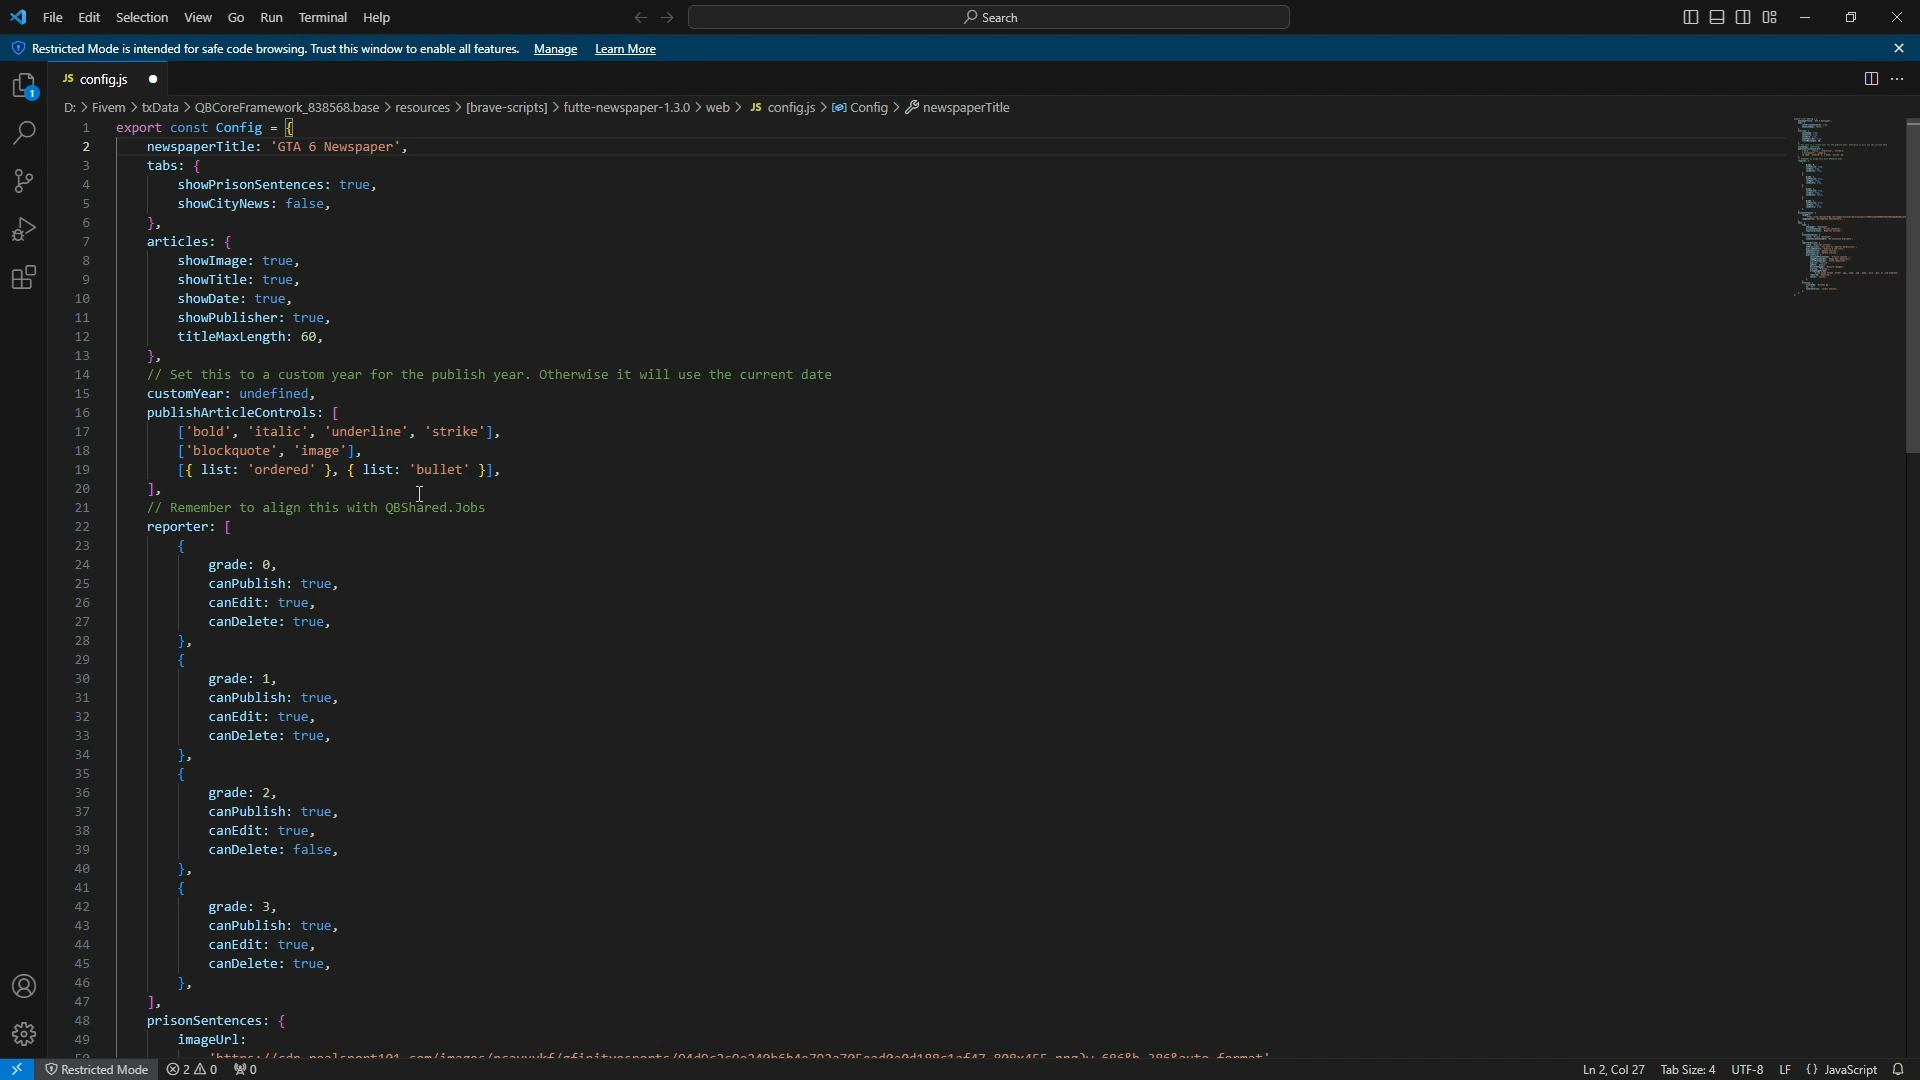 File Edit Selection View Go Run Terminal Help
Search
Restricted Mode is intended for safe code browsing. Trust this window to enable all features. Manage Learn More
JS config.js
D: > Fivem > txData > QBCoreFramework_838568.base > resources > [brave-scripts] > futte-newspaper-1.3.0 > web > JS config.js > Config > newspaperTitle
1 export const Config = {
2 newspaperTitle: 'GTA 6 Newspaper',
3 tabs: {
4 showPrisonSentences: true,
5 showCityNews: false,
6 },
7 articles: {
8 showImage: true,
9 showTitle: true,
10 showDate: true,
11 showPublisher: true,
12 titleMaxLength: 60,
13 },
14 // Set this to a custom year for the publish year. Otherwise it will use the current date
15 customYear: undefined,
16 publishArticleControls: [
17 ['bold', 'italic', 'underline', 'strike'],
18 ['blockquote', 'image'],
19 [{ list: 'ordered' }, { list: 'bullet' }],
20 ],
21 // Remember to align this with QBShared.Jobs
22 reporter: [
23 {
24 grade: 0,
25 canPublish: true,
26 canEdit: true,
27 canDelete: true,
28 },
29 {
30 grade: 1,
31 canPublish: true,
32 canEdit: true,
33 canDelete: true,
34 },
35 {
36 grade: 2,
37 canPublish: true,
38 canEdit: true,
39 canDelete: false,
40 },
41 {
42 grade: 3,
43 canPublish: true,
44 canEdit: true,
45 canDelete: true,
46 },
47 ],
48 prisonSentences: {
49 imageUrl:
1
Restricted Mode 2 0 0 Ln 2, Col 27 Tab Size: 4 UTF-8 LF {} JavaScript